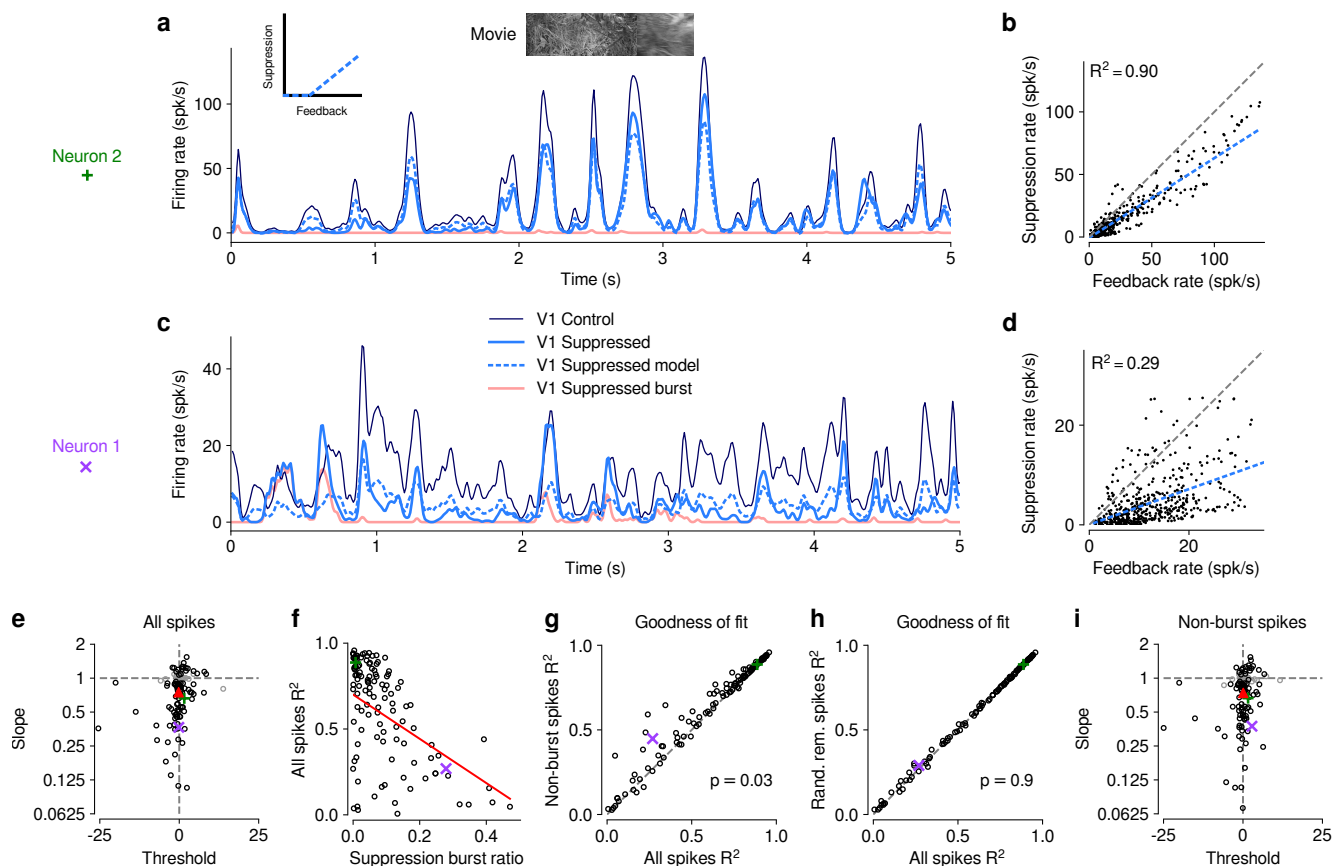 a
Suppression
Feedback
Movie
b
Neuron 2
Firing rate (spk/s)
100
50
0
0 1 2 3 4 5
Time (s)
Suppression rate (spk/s)
R² = 0.90
100
50
0
0 50 100
Feedback rate (spk/s)
c
V1 Control
V1 Suppressed
V1 Suppressed model
V1 Suppressed burst
d
Neuron 1
Firing rate (spk/s)
40
20
0
0 1 2 3 4 5
Time (s)
Suppression rate (spk/s)
R² = 0.29
20
0
0 20
Feedback rate (spk/s)
e
All spikes
Slope
2
1
0.5
0.25
0.125
0.0625
-25 0 25
Threshold
f
All spikes R²
1.0
0.5
0.0
0.0 0.2 0.4
Suppression burst ratio
g
Goodness of fit
Non-burst spikes R²
1.0
0.5
0.0
p = 0.03
0.0 0.5 1.0
All spikes R²
h
Goodness of fit
Rand. rem. spikes R²
1.0
0.5
0.0
p = 0.9
0.0 0.5 1.0
All spikes R²
i
Non-burst spikes
Slope
2
1
0.5
0.25
0.125
0.0625
-25 0 25
Threshold